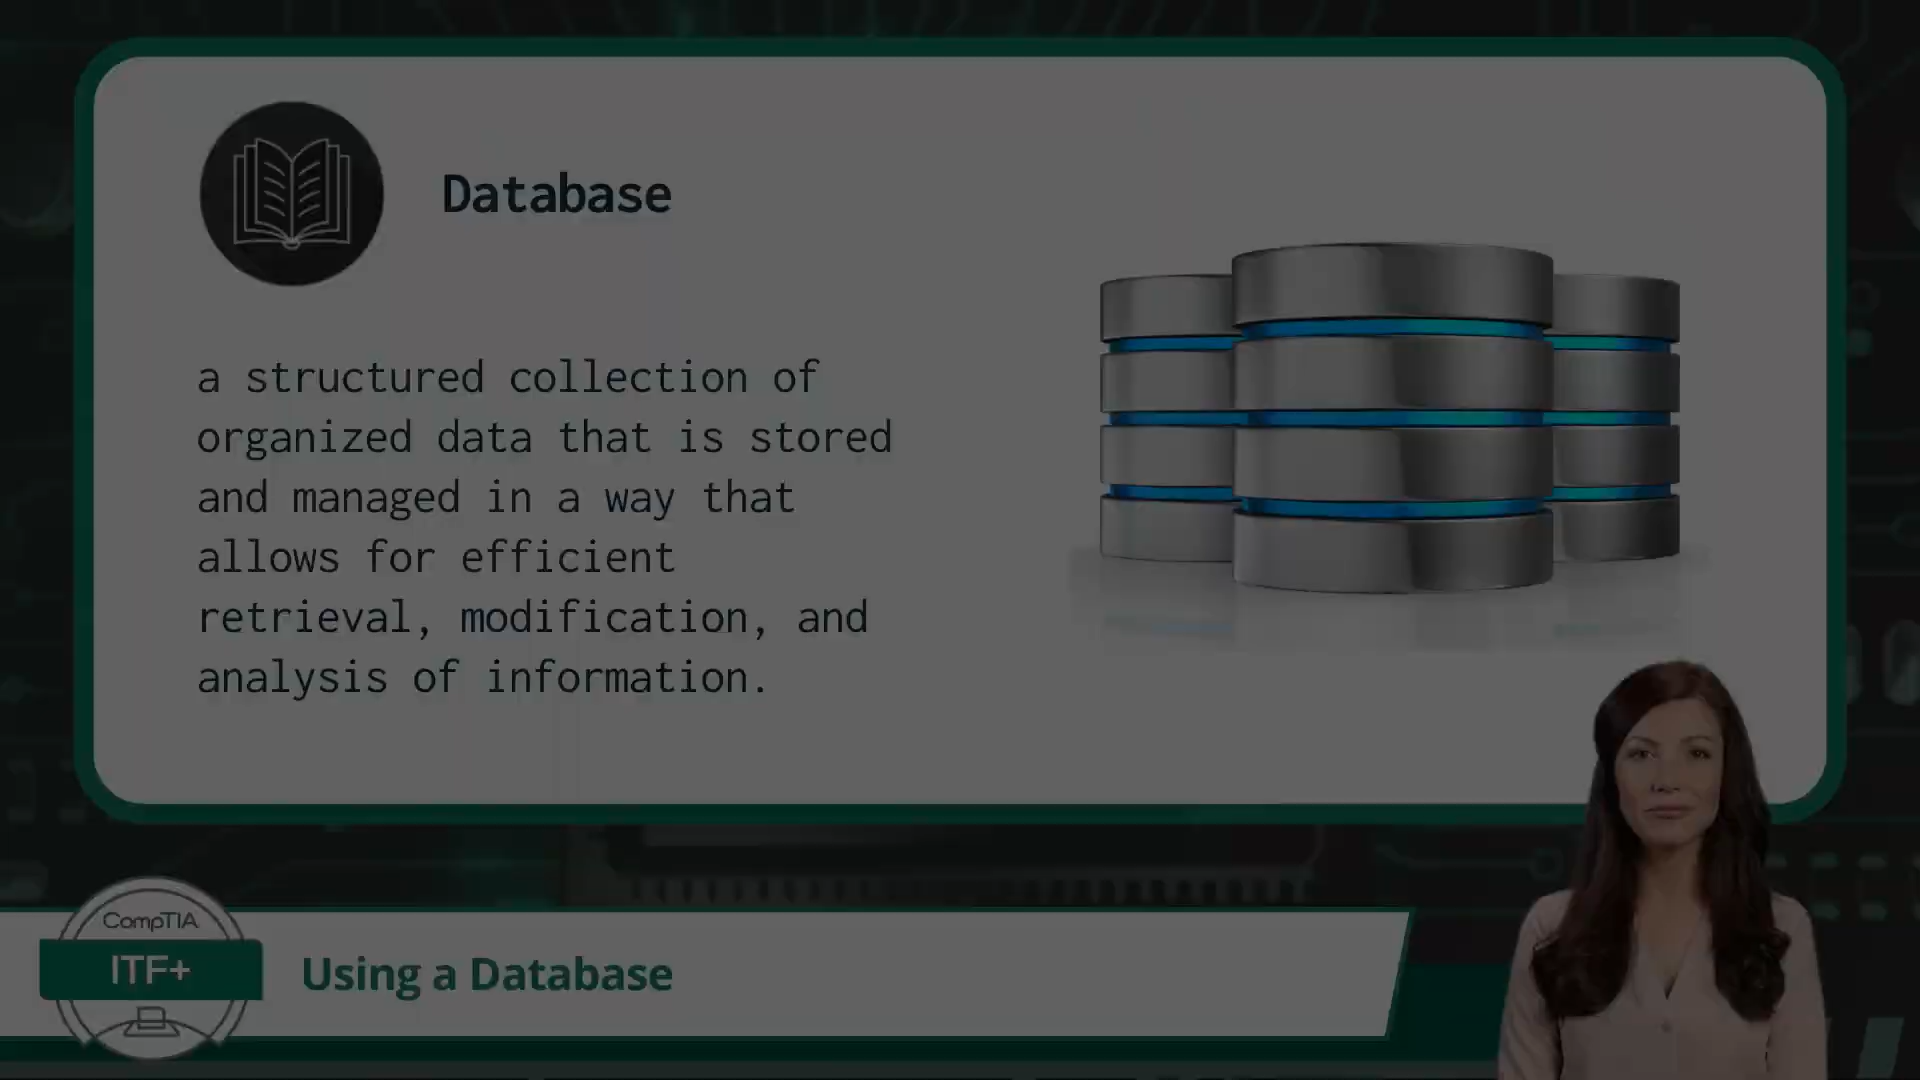 Database
a structured collection of
organized data that is stored
and managed in a way that
allows for efficient
retrieval, modification, and
analysis of information.
CompTIA
ITF+
Using a Database